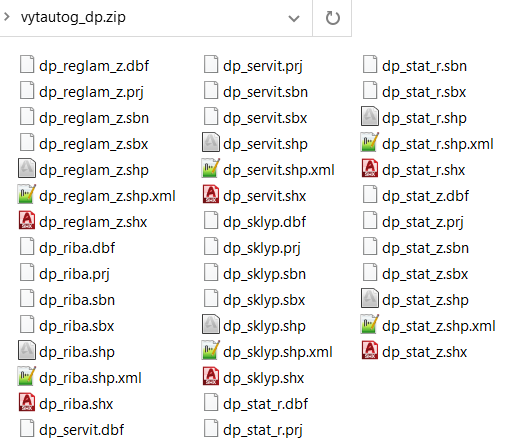 vytautog_dp.zip
dp_reglam_z.dbf
dp_reglam_z.prj
dp_reglam_z.sbn
dp_reglam_z.sbx
dp_reglam_z.shp
dp_reglam_z.shp.xml
dp_reglam_z.shx
dp_riba.dbf
dp_riba.prj
dp_riba.sbn
dp_riba.sbx
dp_riba.shp
dp_riba.shp.xml
dp_riba.shx
dp_servit.dbf
dp_servit.prj
dp_servit.sbn
dp_servit.sbx
dp_servit.shp
dp_servit.shp.xml
dp_servit.shx
dp_sklyp.dbf
dp_sklyp.prj
dp_sklyp.sbn
dp_sklyp.sbx
dp_sklyp.shp
dp_sklyp.shp.xml
dp_sklyp.shx
dp_stat_r.dbf
dp_stat_r.prj
dp_stat_r.sbn
dp_stat_r.sbx
dp_stat_r.shp
dp_stat_r.shp.xml
dp_stat_r.shx
dp_stat_z.dbf
dp_stat_z.prj
dp_stat_z.sbn
dp_stat_z.sbx
dp_stat_z.shp
dp_stat_z.shp.xml
dp_stat_z.shx